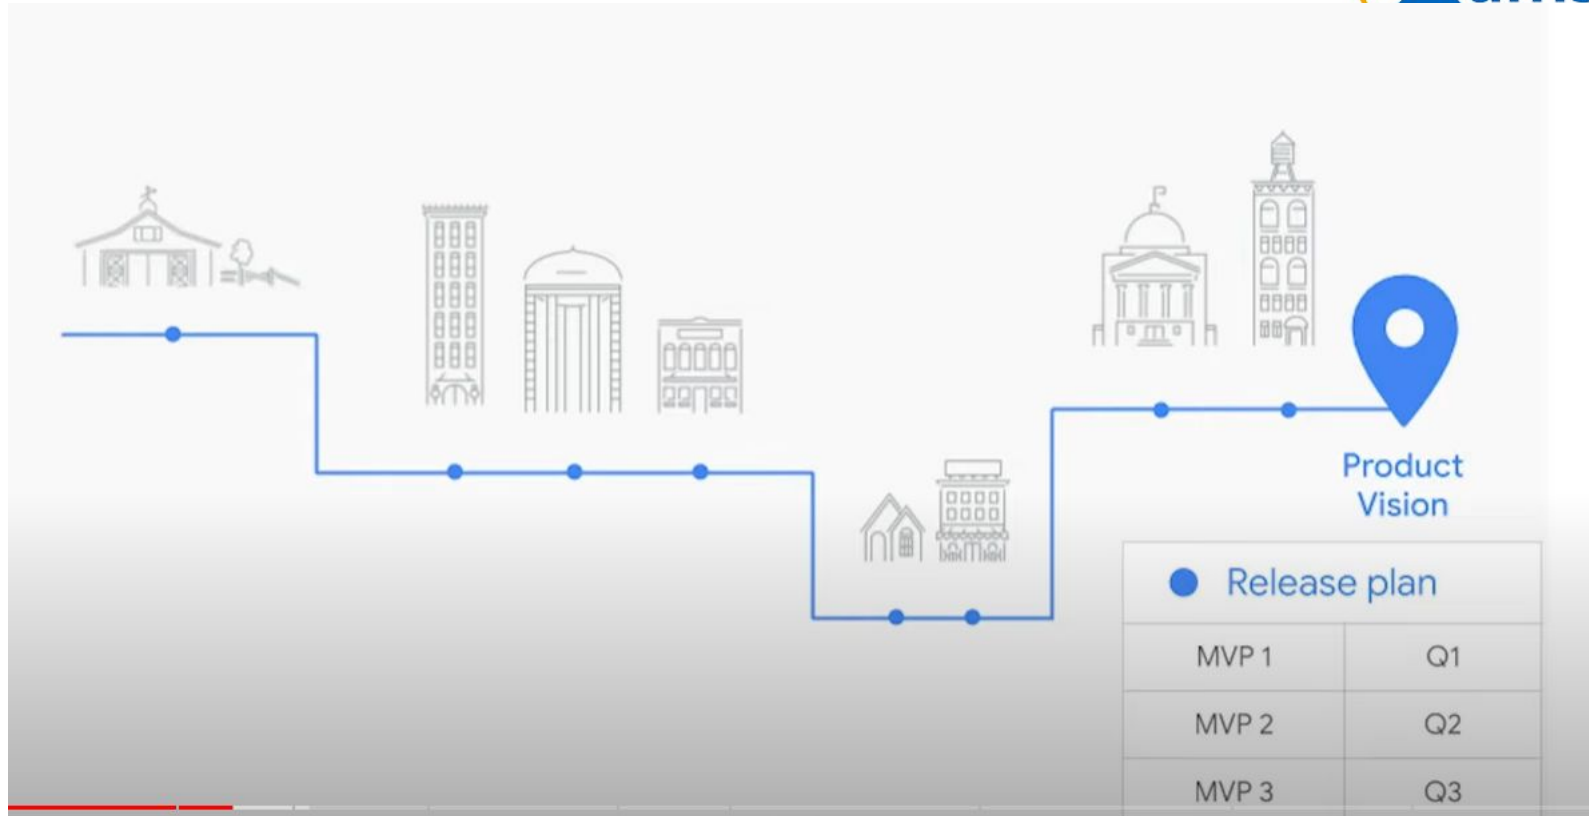 Product
Vision
Release plan
MVP 1 Q1
MVP 2 Q2
MVP 3 Q3